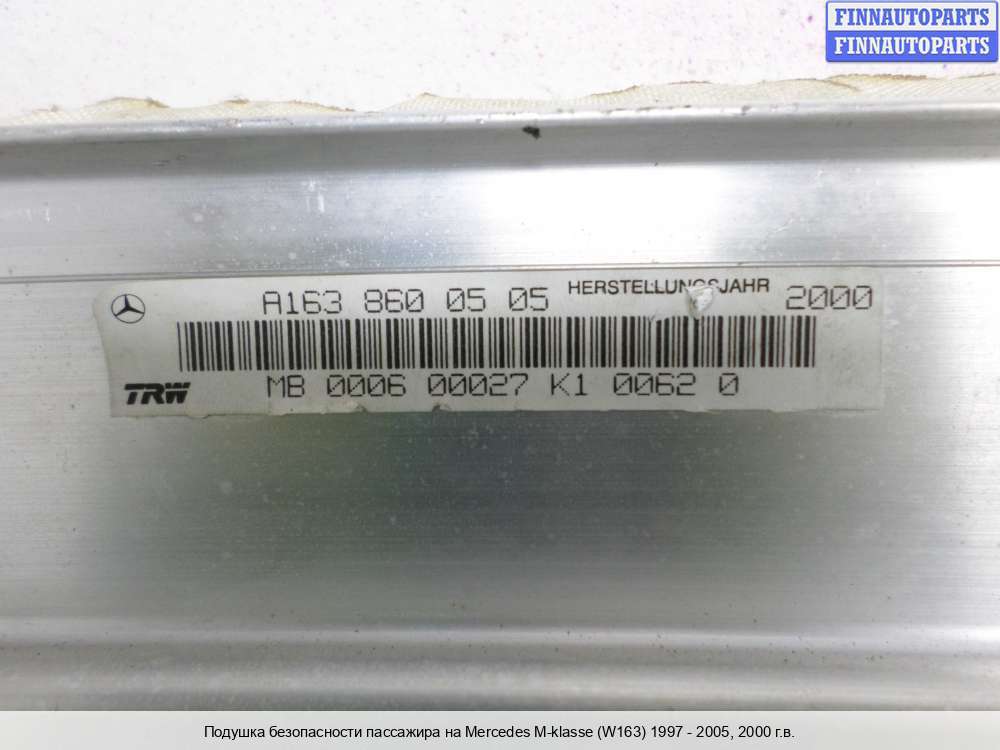 FINNAUTOPARTS
FINNAUTOPARTS
A163 860 05 05 HERSTELLUNGSJAHR 2000
TRW MB 0006 00027 K1 0062 0
Подушка безопасности пассажира на Mercedes M-klasse (W163) 1997 - 2005, 2000 г.в.